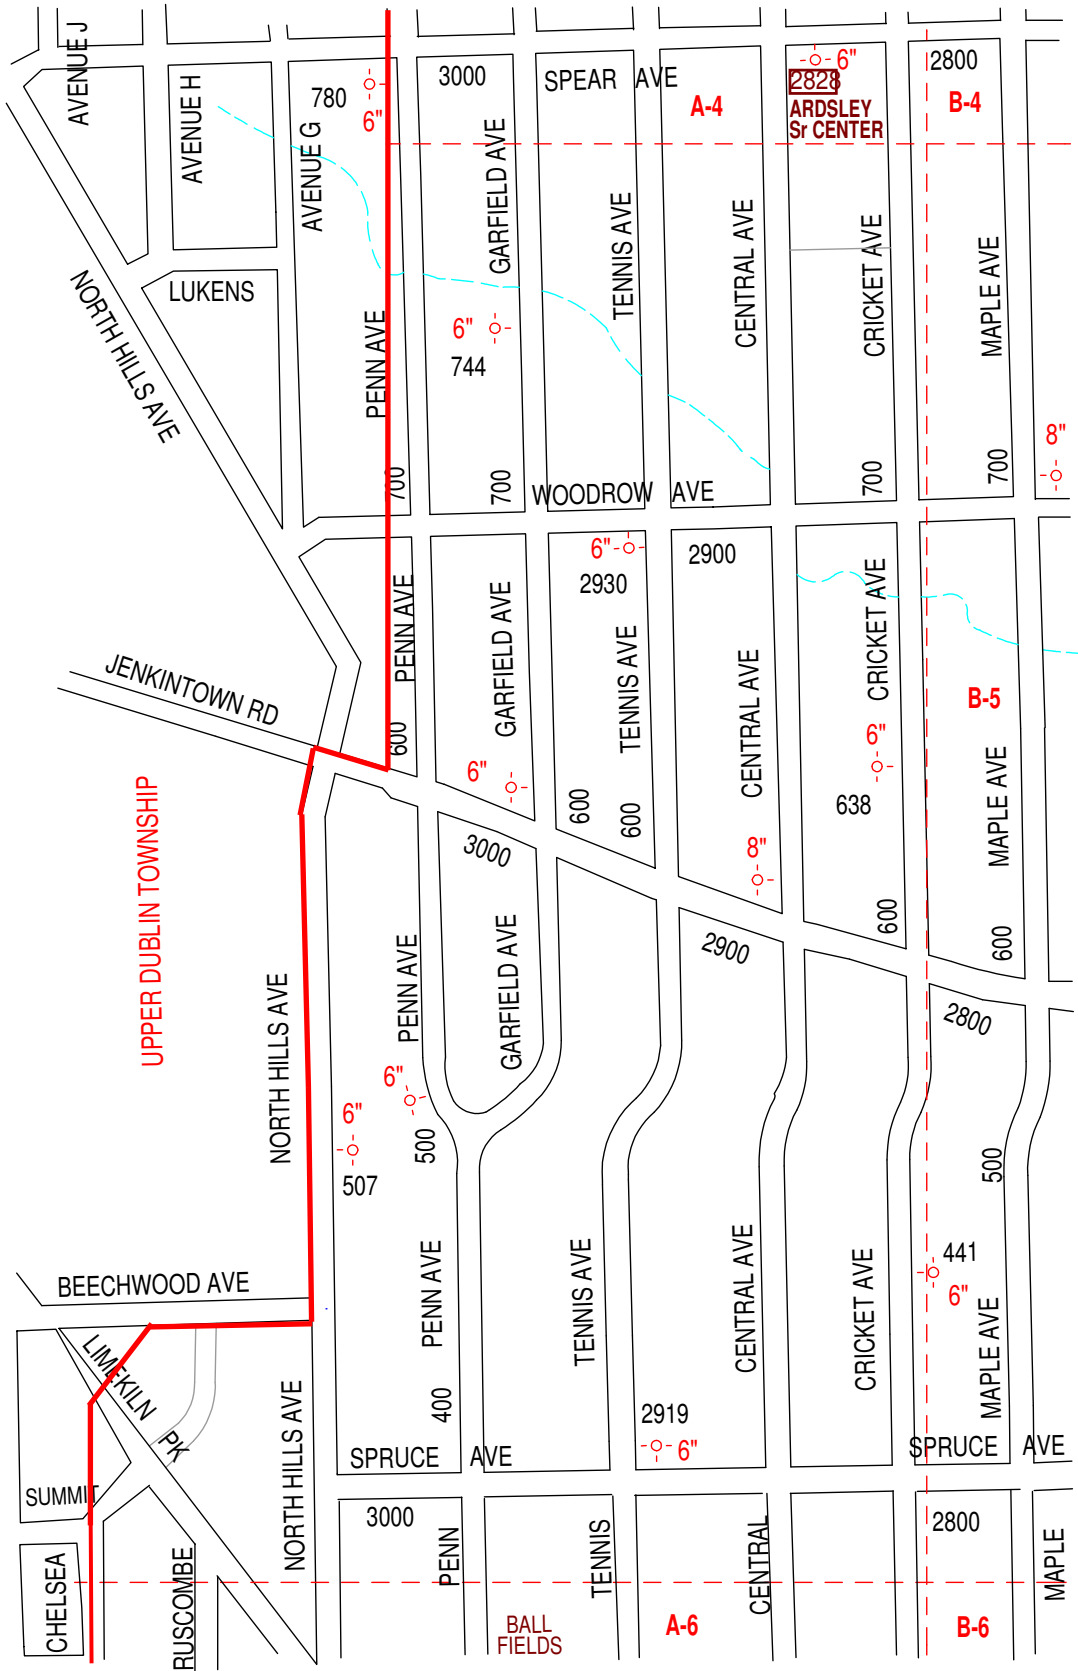 AVENUE J
AVENUE H
AVENUE G
780
6"
3000
SPEAR AVE
A-4
6"
2828
ARDSLEY
Sr CENTER
2800
B-4
GARFIELD AVE
TENNIS AVE
CENTRAL AVE
CRICKET AVE
MAPLE AVE
LUKENS
NORTH HILLS AVE
PENN AVE
6"
744
8"
700
700
WOODROW AVE
700
700
6"
2930
2900
PENN AVE
GARFIELD AVE
TENNIS AVE
CENTRAL AVE
CRICKET AVE
B-5
JENKINTOWN RD
600
6"
600
600
6"
638
MAPLE AVE
UPPER DUBLIN TOWNSHIP
3000
8"
600
600
2900
2800
NORTH HILLS AVE
PENN AVE
GARFIELD AVE
6"
6"
500
507
500
441
6"
BEECHWOOD AVE
PENN AVE
TENNIS AVE
CENTRAL AVE
CRICKET AVE
MAPLE AVE
LIMEKILN PK
NORTH HILLS AVE
400
2919
6"
SPRUCE AVE
SPRUCE AVE
SUMMIT
3000
2800
CHELSEA
RUSCOMBE
PENN
TENNIS
CENTRAL
MAPLE
BALL
FIELDS
A-6
B-6